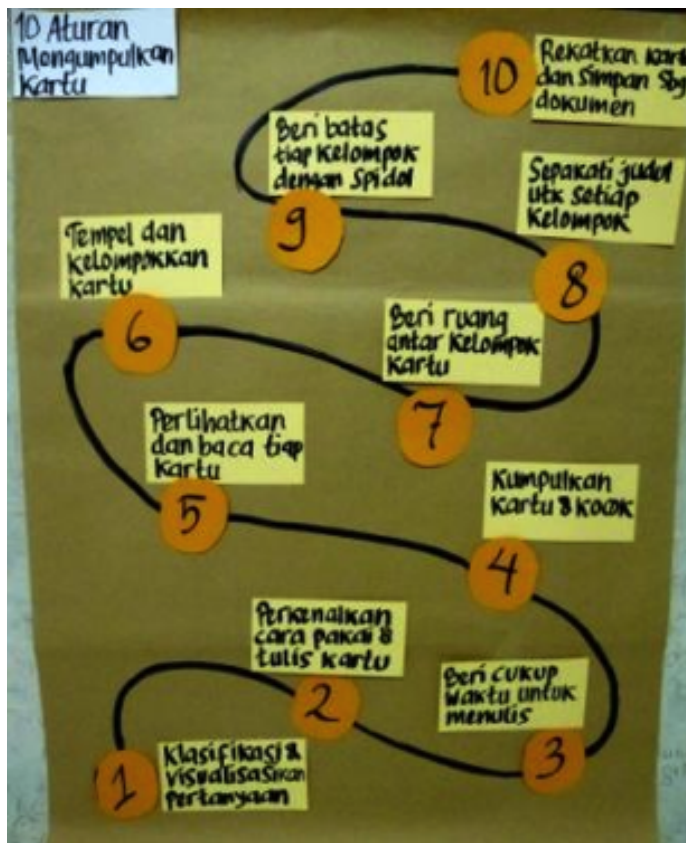 10 Aturan
Mengumpulkan
Kartu
1
Klasifikasi &
visualisasikan
pertanyaan
2
Perkenalkan
cara pakai &
tulis kartu
3
Beri cukup
waktu untuk
menulis
4
Kumpulkan
kartu & kocok
5
Perlihatkan
dan baca tiap
kartu
6
Tempel dan
kelompokkan
kartu
7
Beri ruang
antar kelompok
kartu
8
Sepakati judul
utk setiap
kelompok
9
Beri batas
tiap kelompok
dengan spidol
10
Rekatkan
dan simpan sbg
dokumen